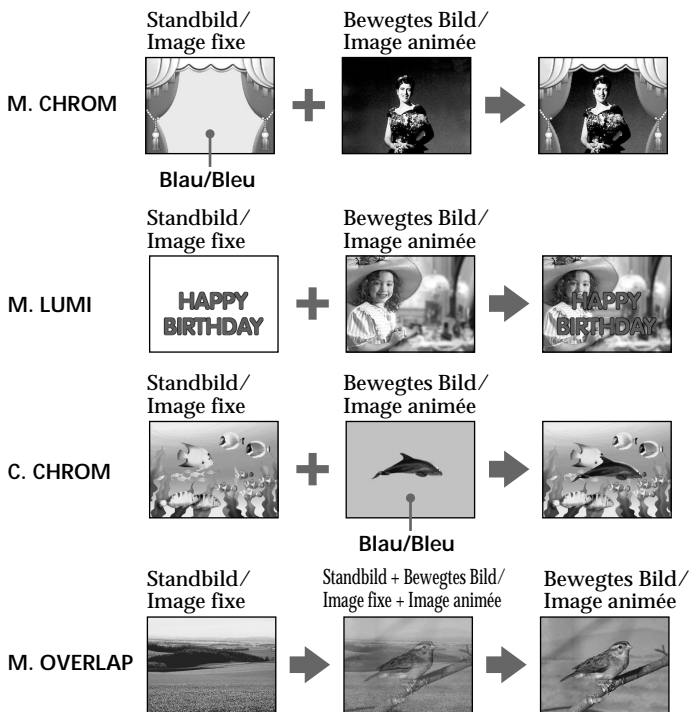 Standbild/
Image fixe
Bewegtes Bild/
Image animée
M. CHROM
Blau/Bleu
Standbild/
Image fixe
Bewegtes Bild/
Image animée
M. LUMI
HAPPY
BIRTHDAY
HAPPY
BIRTHDAY
Standbild/
Image fixe
Bewegtes Bild/
Image animée
C. CHROM
Blau/Bleu
Standbild/
Image fixe
Standbild + Bewegtes Bild/
Image fixe + Image animée
Bewegtes Bild/
Image animée
M. OVERLAP